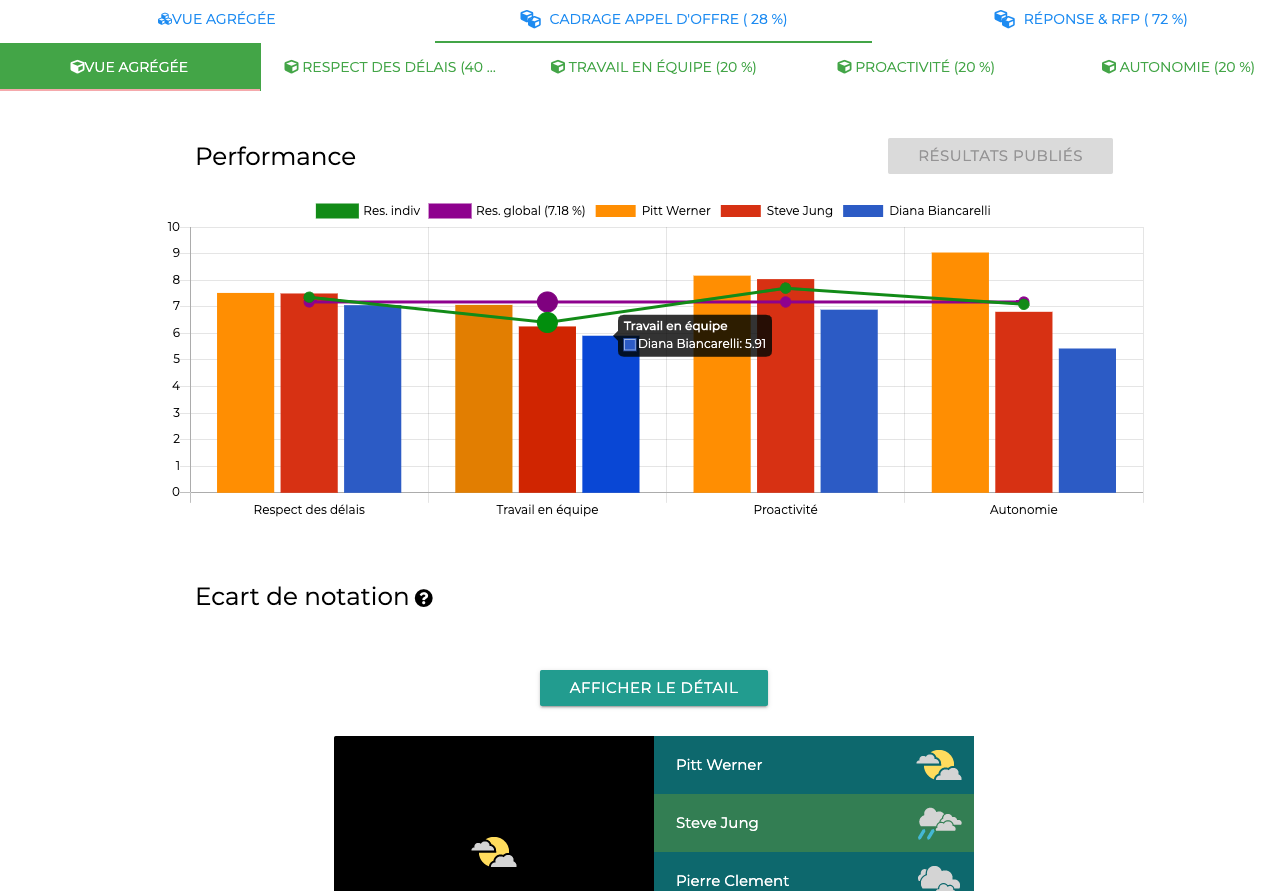 VUE AGRÉGÉE CADRAGE APPEL D'OFFRE ( 28 %) RÉPONSE & RFP ( 72 %)
VUE AGRÉGÉE RESPECT DES DÉLAIS (40 ... TRAVAIL EN ÉQUIPE (20 %) PROACTIVITÉ (20 %) AUTONOMIE (20 %)
Performance RÉSULTATS PUBLIÉS
Res. indiv Res. global (7.18 %) Pitt Werner Steve Jung Diana Biancarelli
10
9
8
7
6
5
4
3
2
1
0
Travail en équipe
Diana Biancarelli: 5.91
Respect des délais Travail en équipe Proactivité Autonomie
Ecart de notation ?
AFFICHER LE DÉTAIL
Pitt Werner
Steve Jung
Pierre Clement